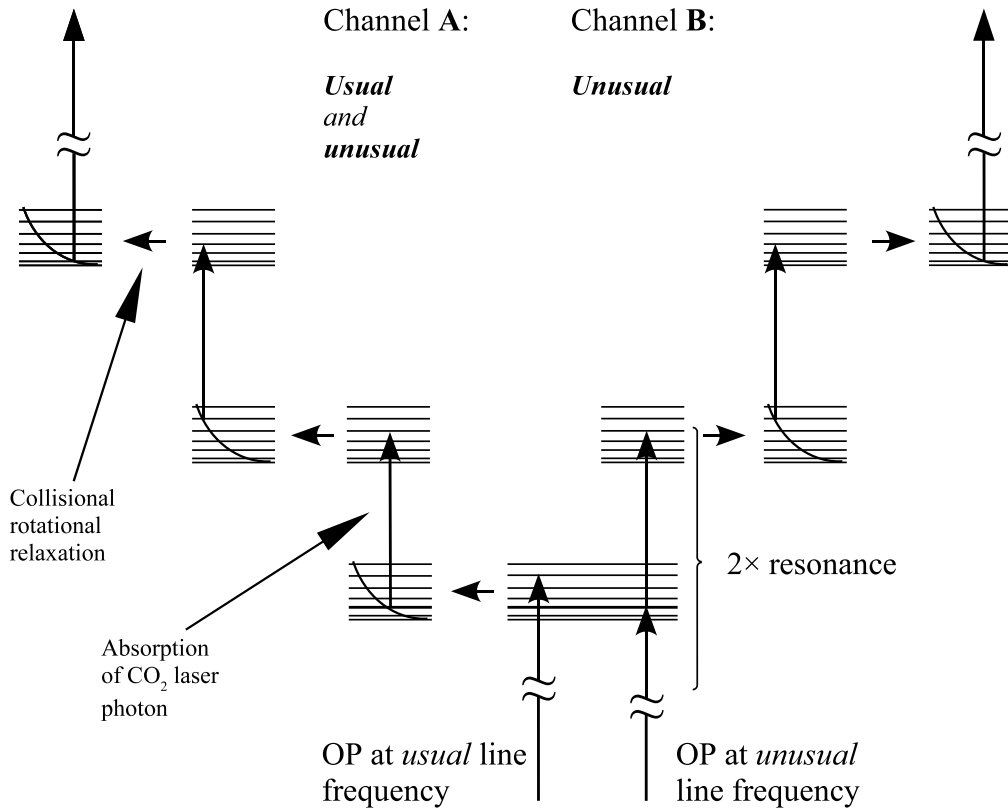 Channel A:
Usual
and
unusual
Channel B:
Unusual
Collisional
rotational
relaxation
2× resonance
Absorption
of CO₂ laser
photon
OP at usual line
frequency
OP at unusual
line frequency